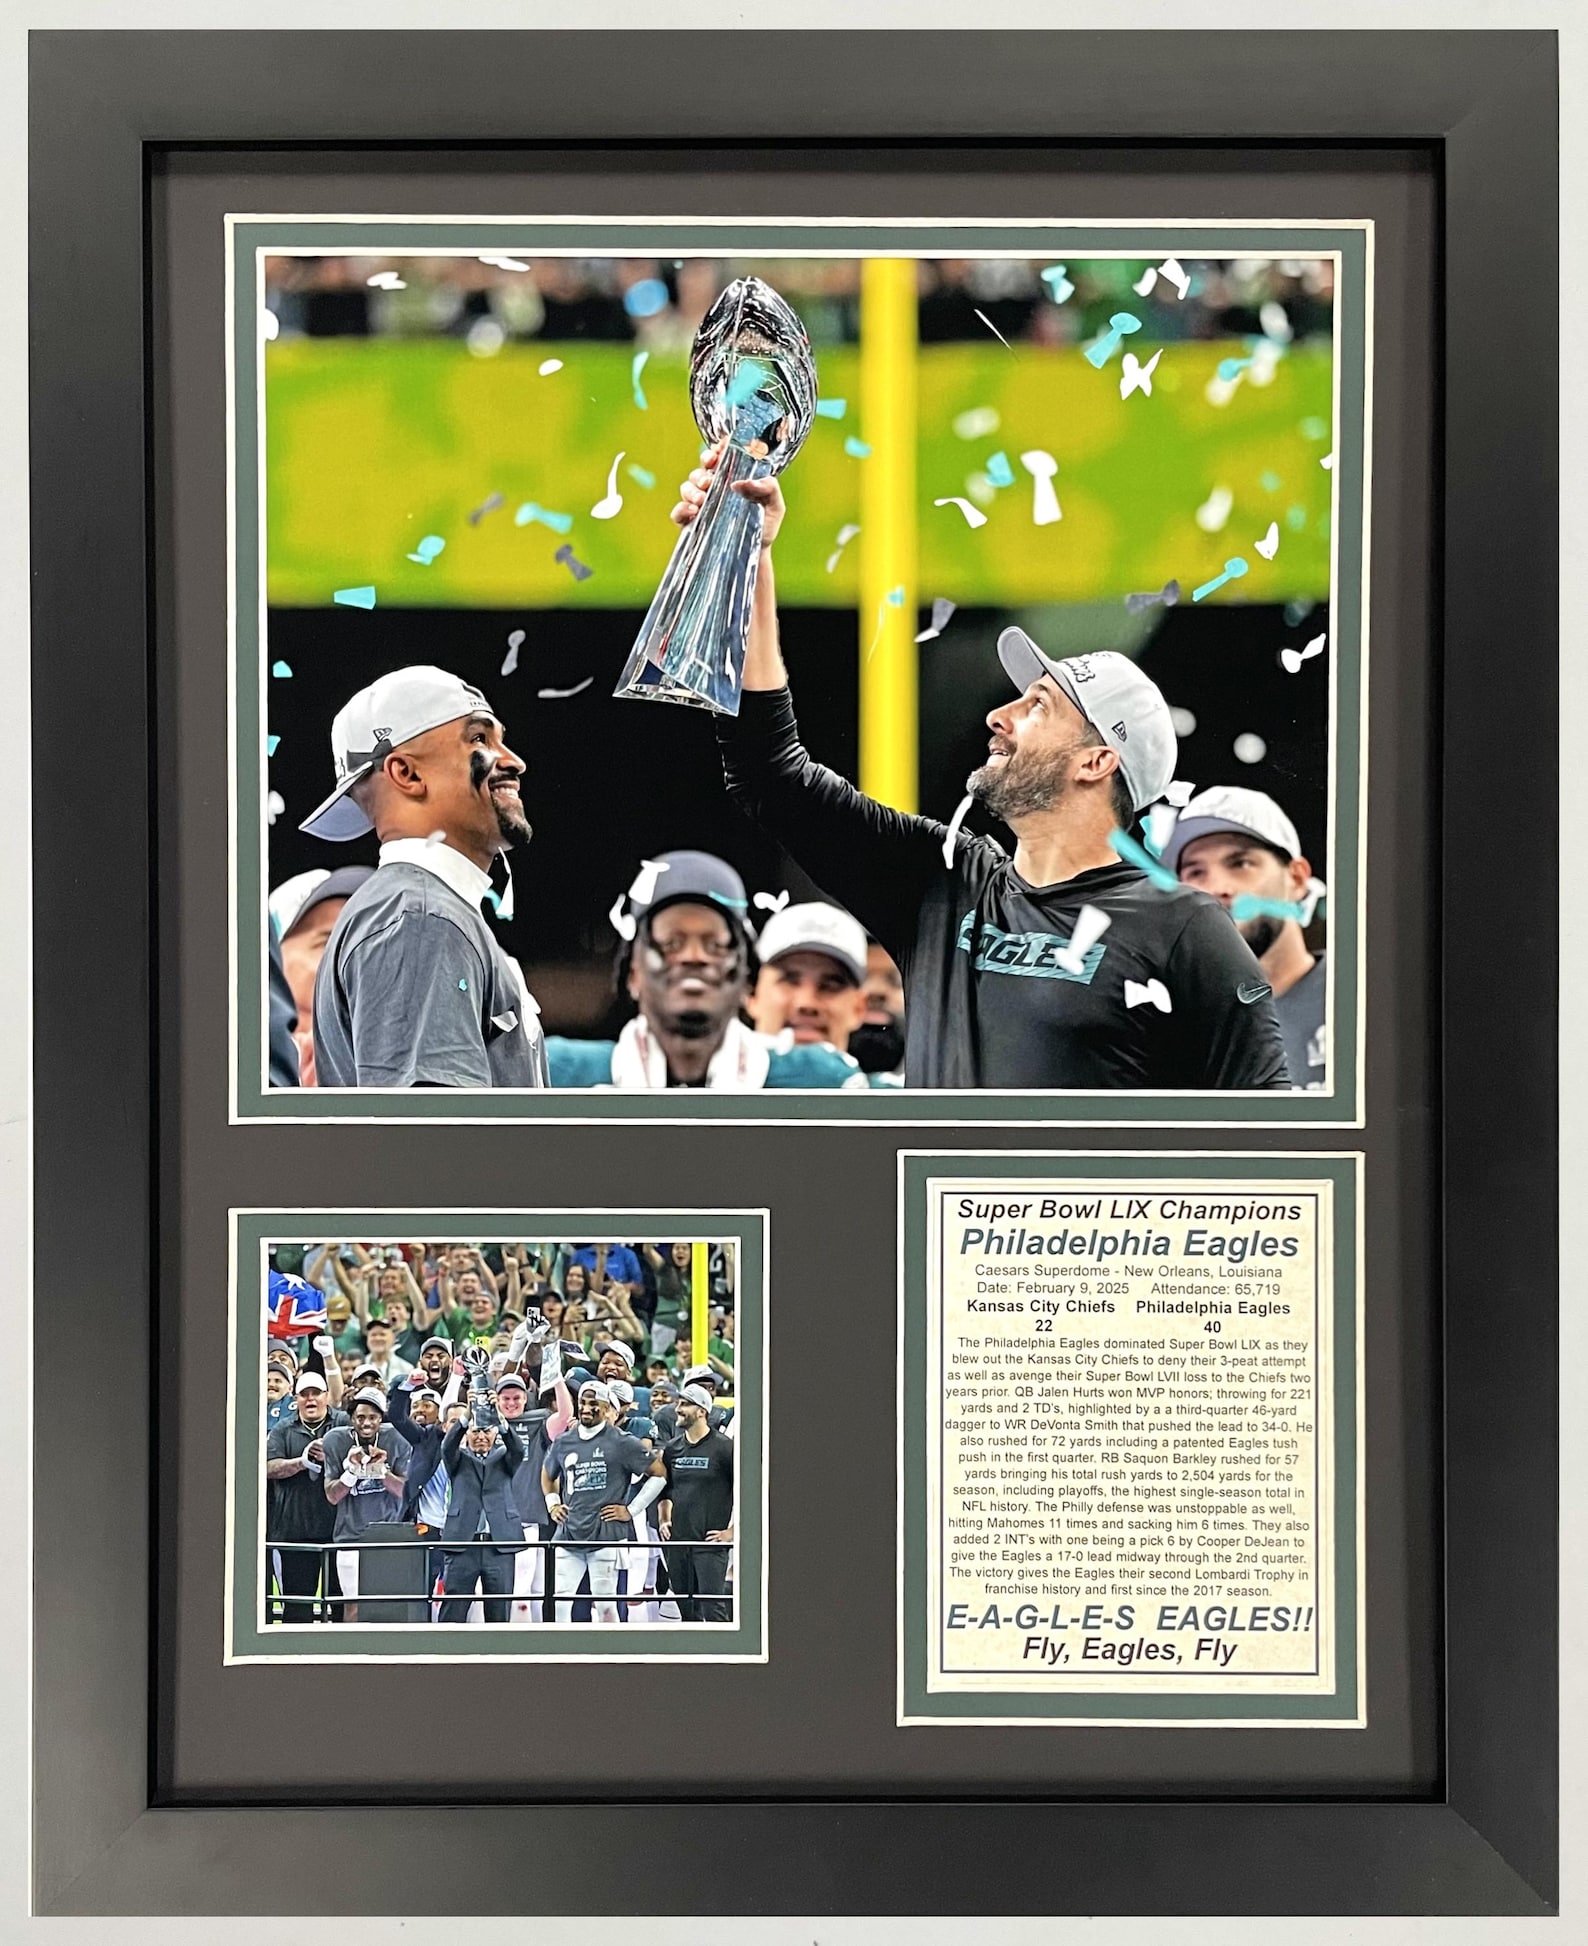 EAGLES
Super Bowl LIX Champions
Philadelphia Eagles
Caesars Superdome - New Orleans, Louisiana
Date: February 9, 2025 Attendance: 65,719
Kansas City Chiefs Philadelphia Eagles
22 40
The Philadelphia Eagles dominated Super Bowl LIX as they
blew out the Kansas City Chiefs to deny their 3-peat attempt
as well as avenge their Super Bowl LVII loss to the Chiefs two
years prior. QB Jalen Hurts won MVP honors; throwing for 221
yards and 2 TD's, highlighted by a a third-quarter 46-yard
dagger to WR DeVonta Smith that pushed the lead to 34-0. He
also rushed for 72 yards including a patented Eagles tush
push in the first quarter. RB Saquon Barkley rushed for 57
yards bringing his total rush yards to 2,504 yards for the
season, including playoffs, the highest single-season total in
NFL history. The Philly defense was unstoppable as well,
hitting Mahomes 11 times and sacking him 6 times. They also
added 2 INT's with one being a pick 6 by Cooper DeJean to
give the Eagles a 17-0 lead midway through the 2nd quarter.
The victory gives the Eagles their second Lombardi Trophy in
franchise history and first since the 2017 season.
E-A-G-L-E-S EAGLES!!
Fly, Eagles, Fly
EAGLES
SUPER BOWL
CHAMPIONS